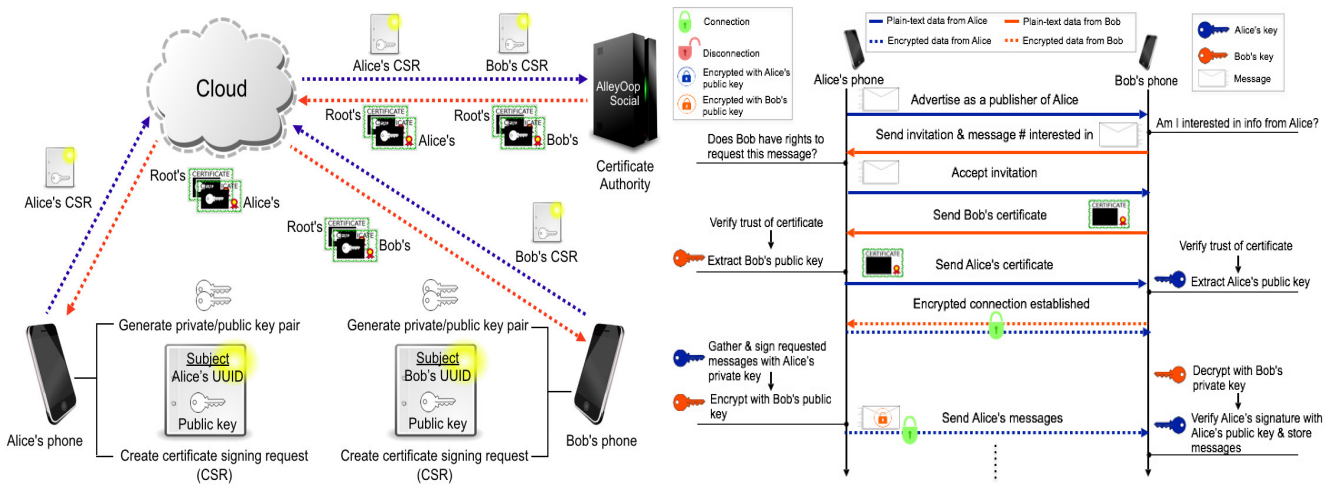 Alice's CSR
Bob's CSR
Cloud
AlleyOop
Social
Root's
CERTIFICATE
Alice's
Root's
CERTIFICATE
Bob's
Certificate
Authority
Alice's CSR
Root's
CERTIFICATE
Alice's
Root's
CERTIFICATE
Bob's
Bob's CSR
Generate private/public key pair
Subject
Alice's UUID
Public key
Create certificate signing request
(CSR)
Alice's phone
Generate private/public key pair
Subject
Bob's UUID
Public key
Create certificate signing request
(CSR)
Bob's phone
Connection
Disconnection
Encrypted with Alice's
public key
Encrypted with Bob's
public key
Plain-text data from Alice
Plain-text data from Bob
Encrypted data from Alice
Encrypted data from Bob
Alice's key
Bob's key
Message
Alice's phone
Bob's phone
Advertise as a publisher of Alice
Am I interested in info from Alice?
Send invitation & message # interested in
Does Bob have rights to
request this message?
Accept invitation
Send Bob's certificate
CERTIFICATE
Verify trust of certificate
Extract Bob's public key
CERTIFICATE
Send Alice's certificate
Verify trust of certificate
Extract Alice's public key
Encrypted connection established
Gather & sign requested
messages with Alice's
private key
Encrypt with Bob's public
key
Send Alice's messages
Decrypt with Bob's
private key
Verify Alice's signature with
Alice's public key & store
messages